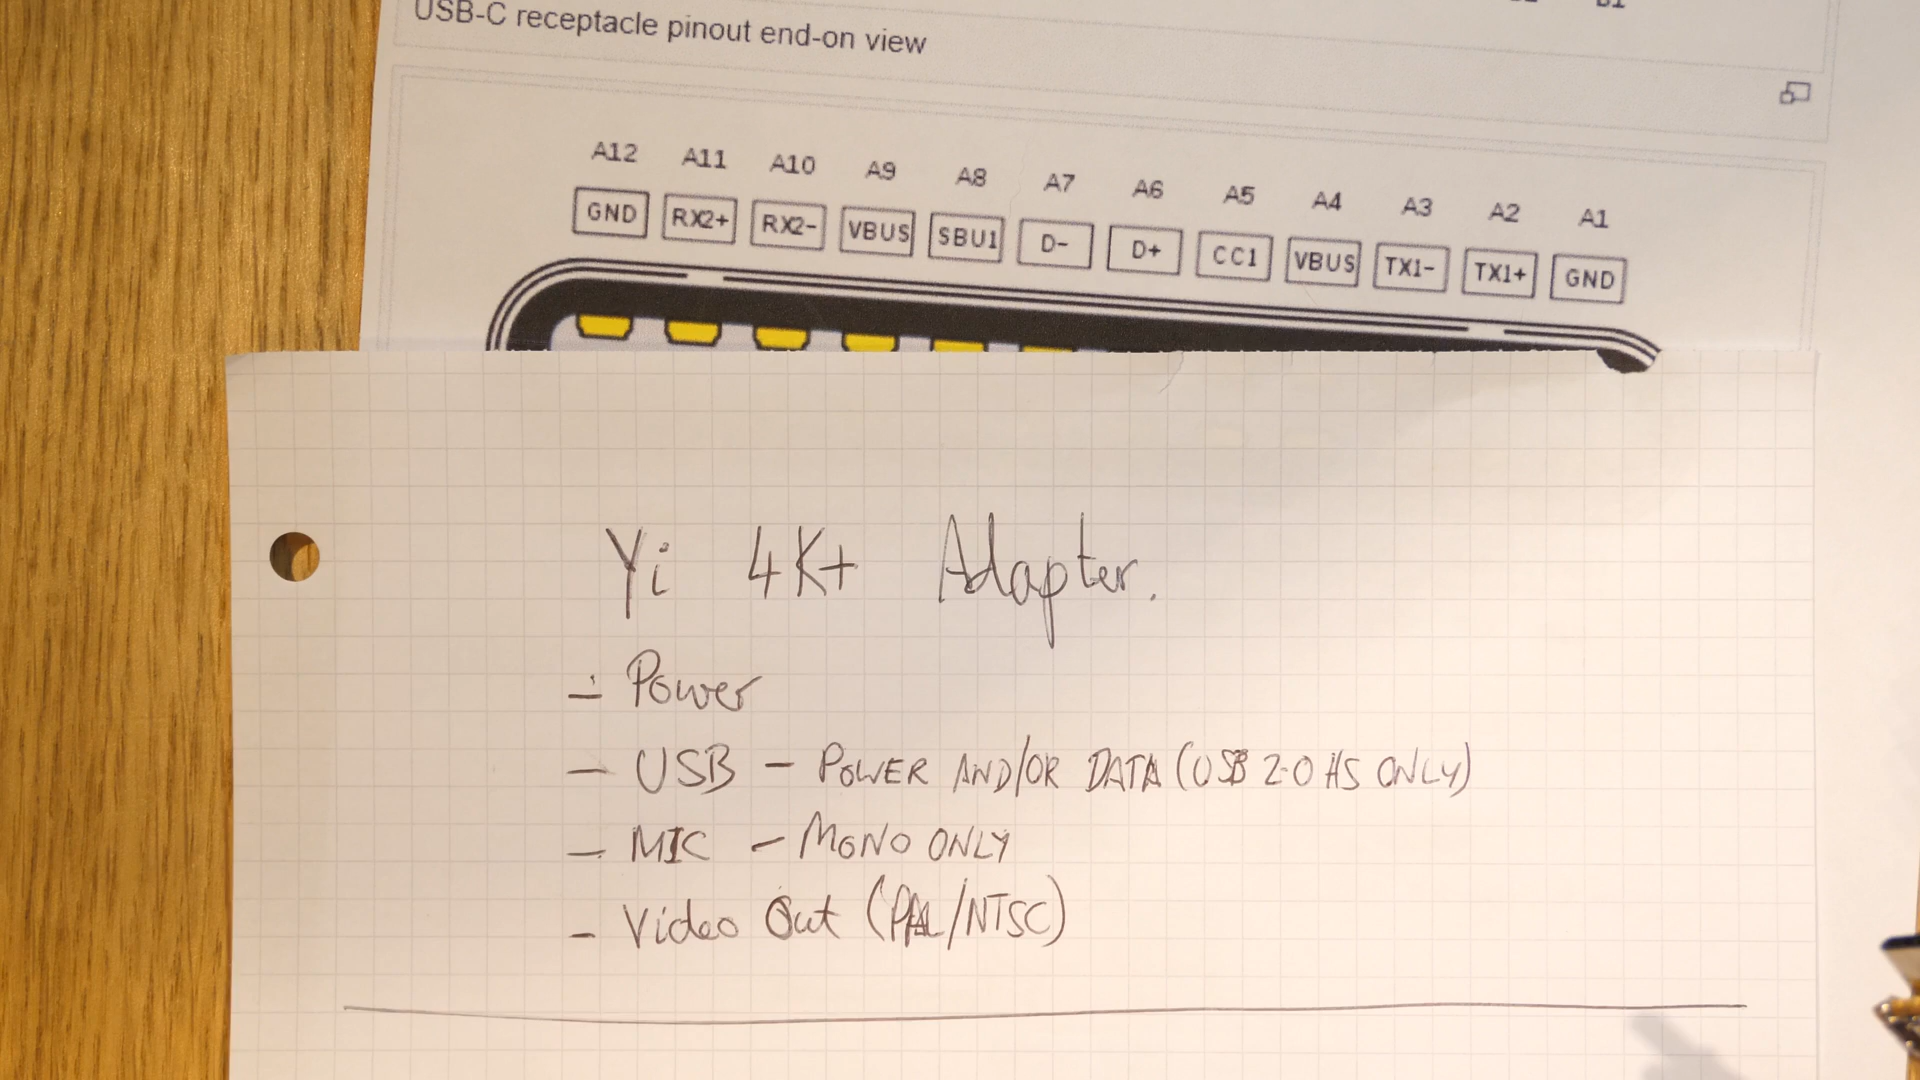 USB-C receptacle pinout end-on view
A12 A11 A10 A9 A8 A7 A6 A5 A4 A3 A2 A1
GND RX2+ RX2- VBUS SBU1 D- D+ CC1 VBUS TX1- TX1+ GND
Yi 4K+ Adapter.
- Power
- USB - POWER AND/OR DATA (USB 2.0 HS ONLY)
- MIC - MONO ONLY
- Video Out (PAL/NTSC)